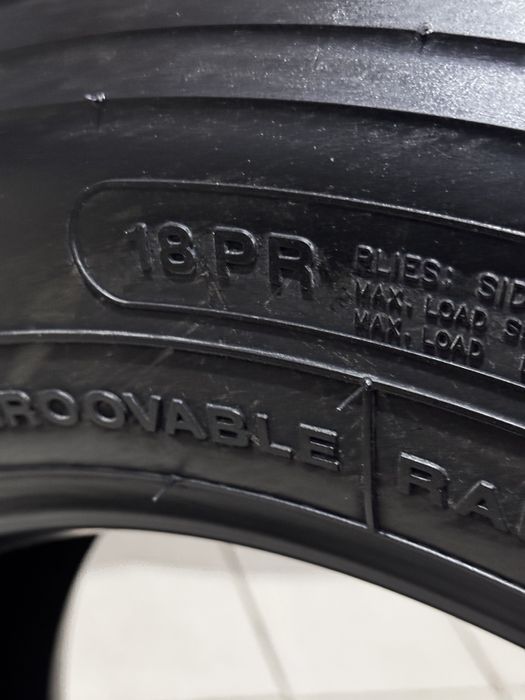 18PR
PLIES: SID
MAX. LOAD S
MAX. LOAD
ROOVABLE
RA